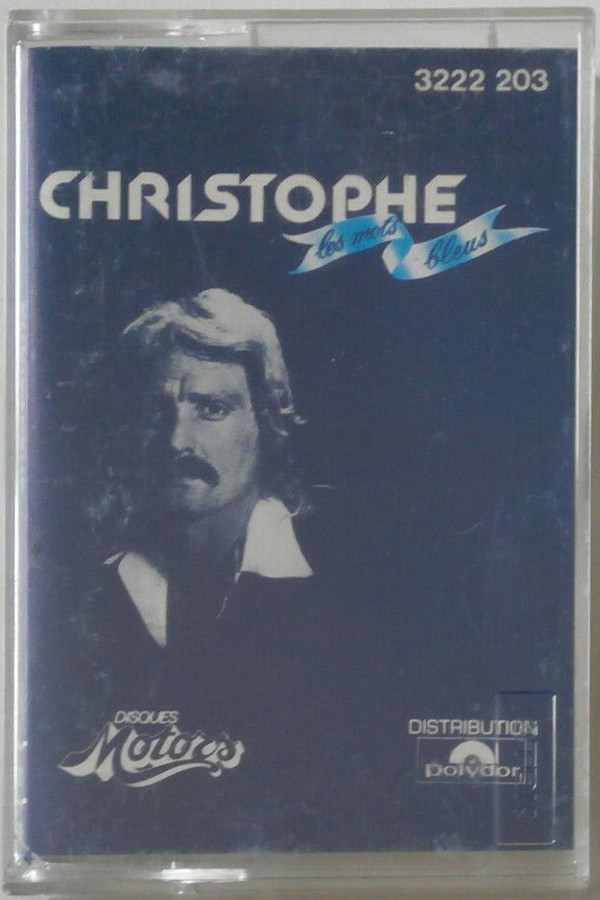 3222 203
CHRISTOPHE
les mots
bleus
DISQUES
Motors
DISTRIBUTION
polydor